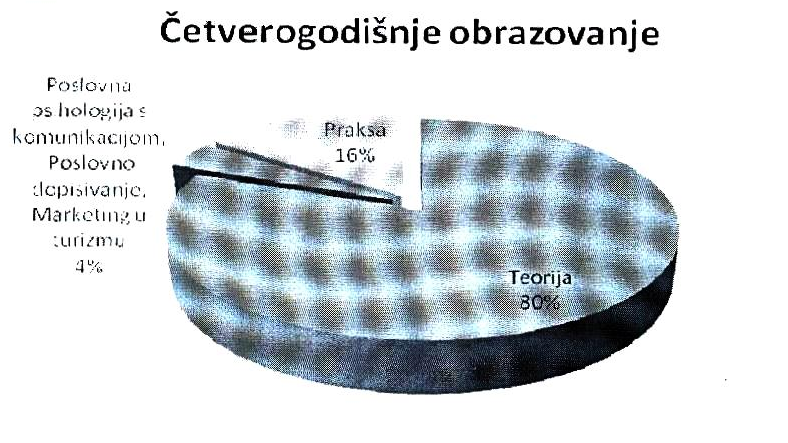 Četverogodišnje obrazovanje
Poslovna
psihologija s
komunikacijom,
Poslovno
dopisivanje,
Marketing u
turizmu
4%
Praksa
16%
Teorija
80%